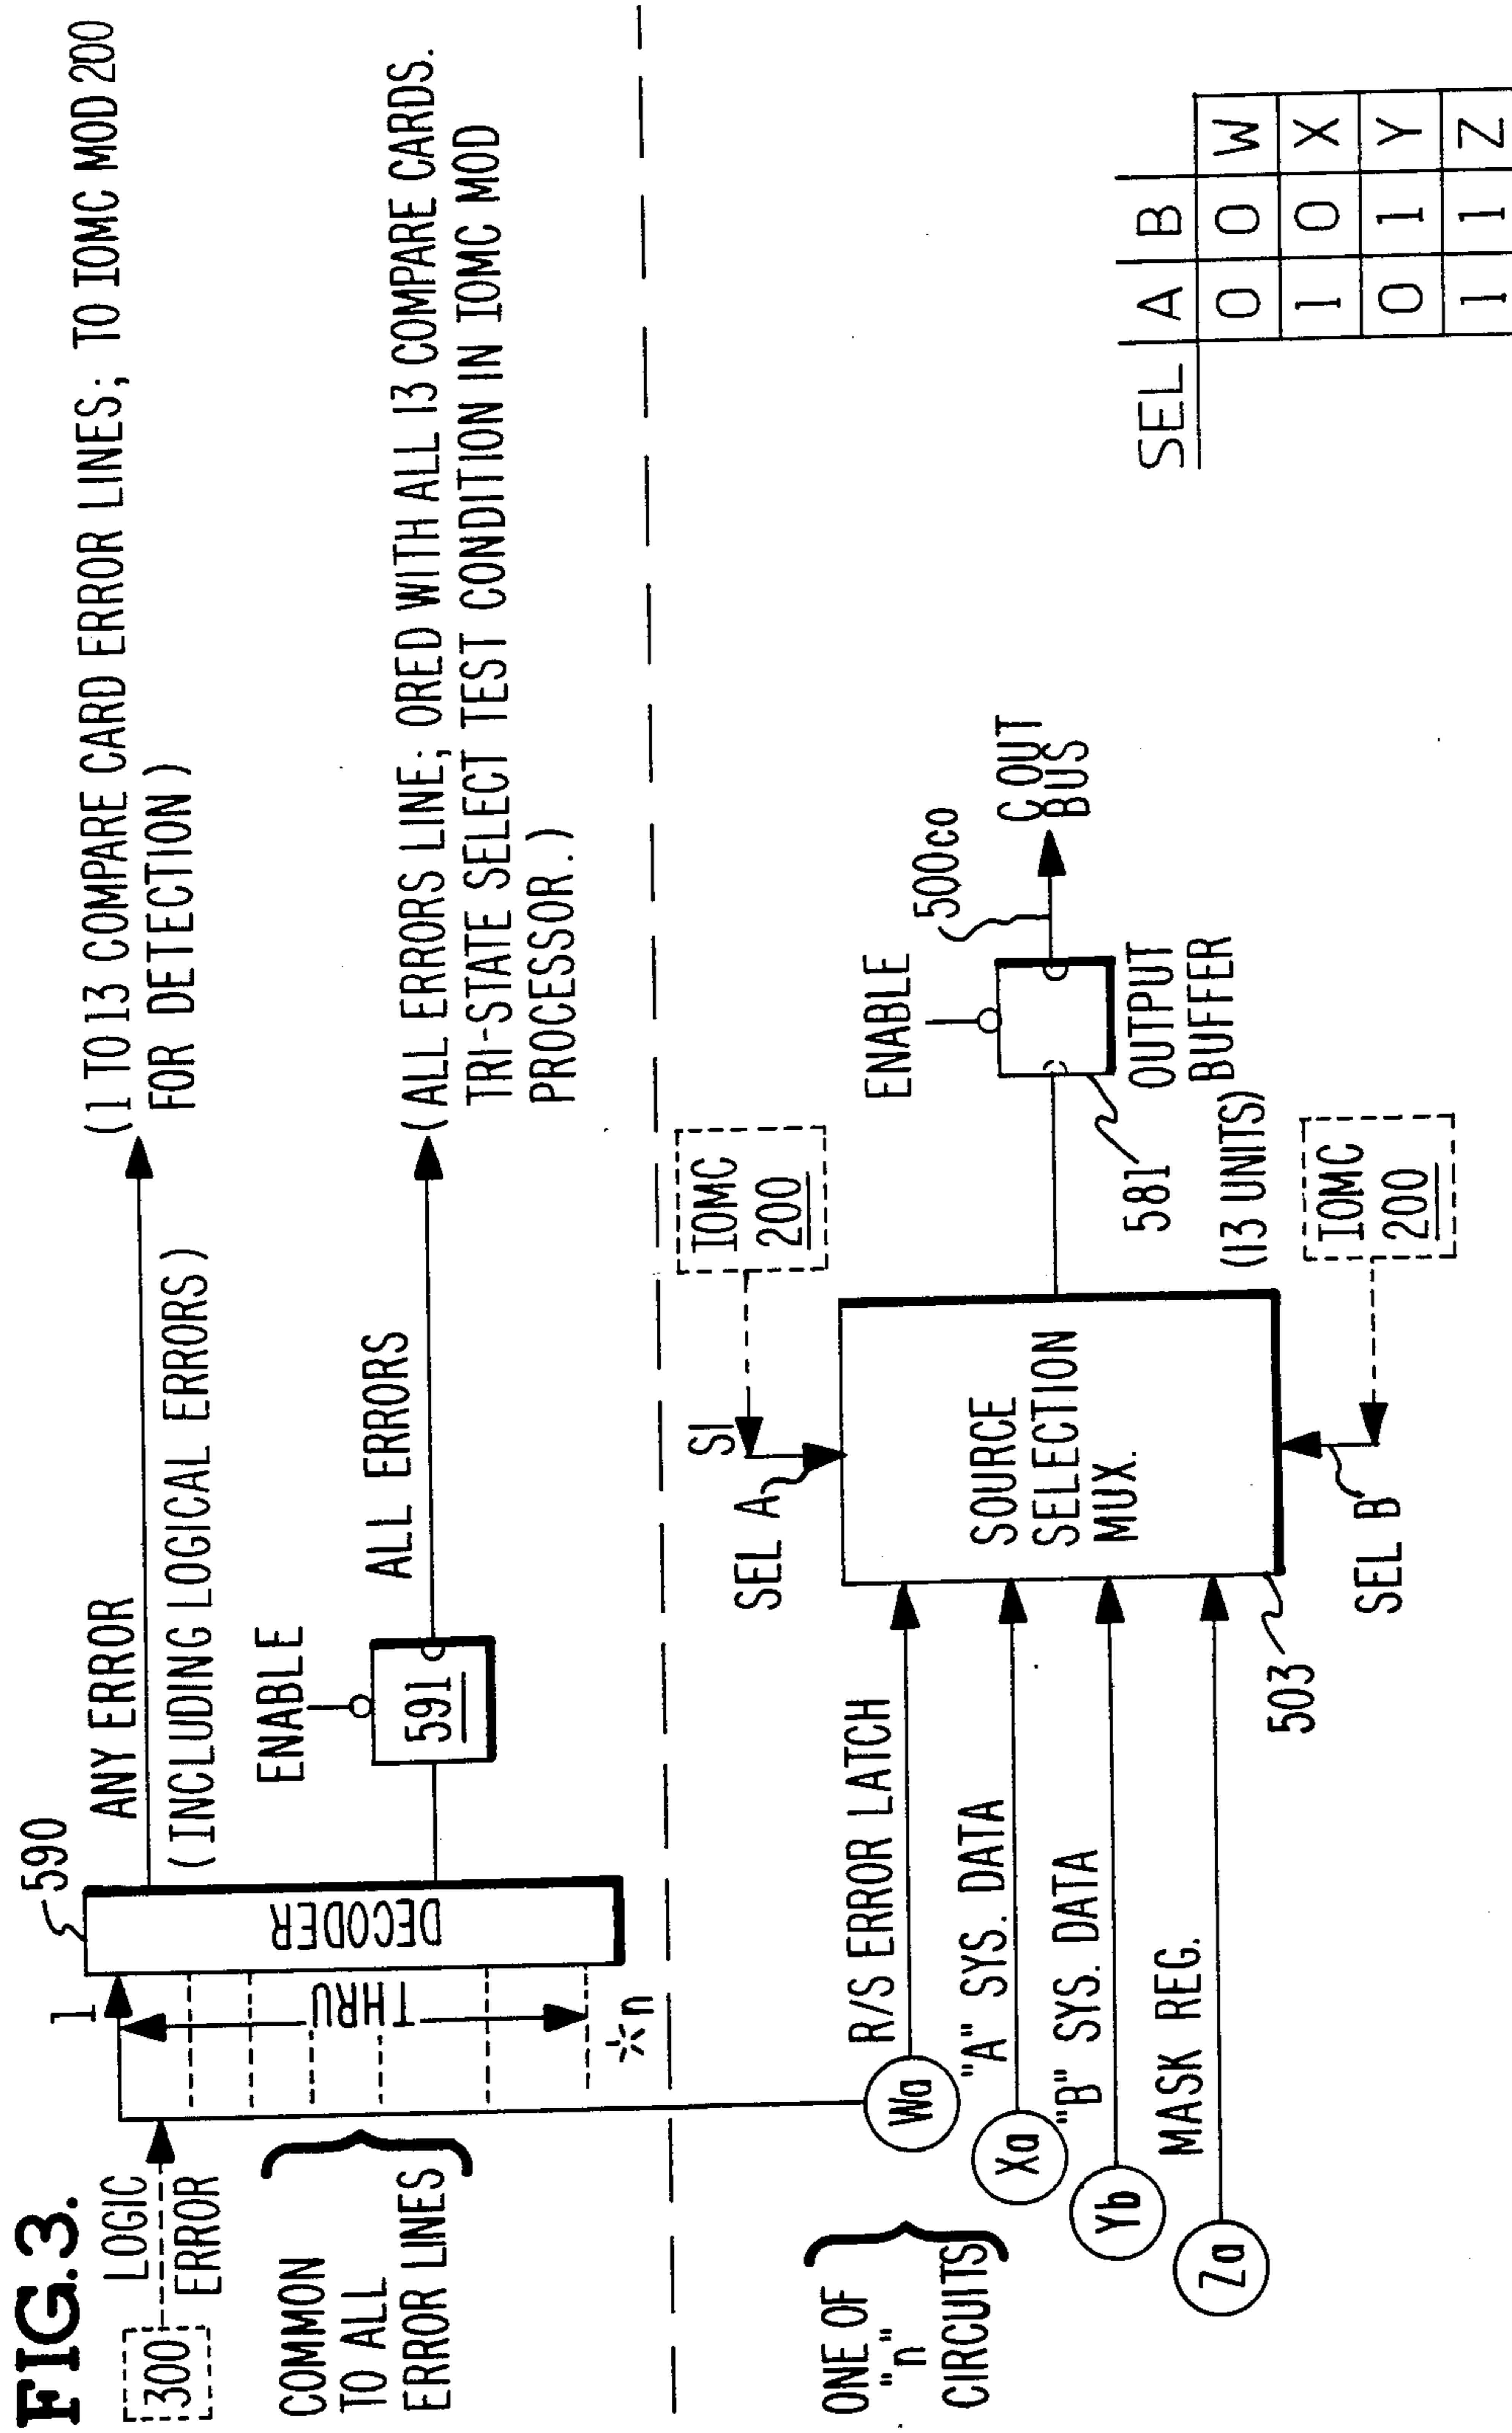 FIG.3.
300
LOGIC
ERROR
COMMON
TO ALL
ERROR LINES
1
THRU
*n
590
DECODER
ANY ERROR
(INCLUDING LOGICAL ERRORS)
(1 TO 13 COMPARE CARD ERROR LINES; TO IOMC MOD 200
FOR DETECTION)
ENABLE
591
ALL ERRORS
(ALL ERRORS LINE; ORED WITH ALL 13 COMPARE CARDS.
TRI-STATE SELECT TEST CONDITION IN IOMC MOD
PROCESSOR.)
ONE OF
"n"
CIRCUITS
Wa
R/S ERROR LATCH
Xa
"A" SYS. DATA
Yb
"B" SYS. DATA
Za
MASK REG.
SEL A
SI
IOMC
200
SOURCE
SELECTION
MUX.
503
SEL B
IOMC
200
(13 UNITS)
ENABLE
581
OUTPUT
BUFFER
500co
C OUT
BUS
SEL A B
0 0 W
1 0 X
0 1 Y
1 1 Z